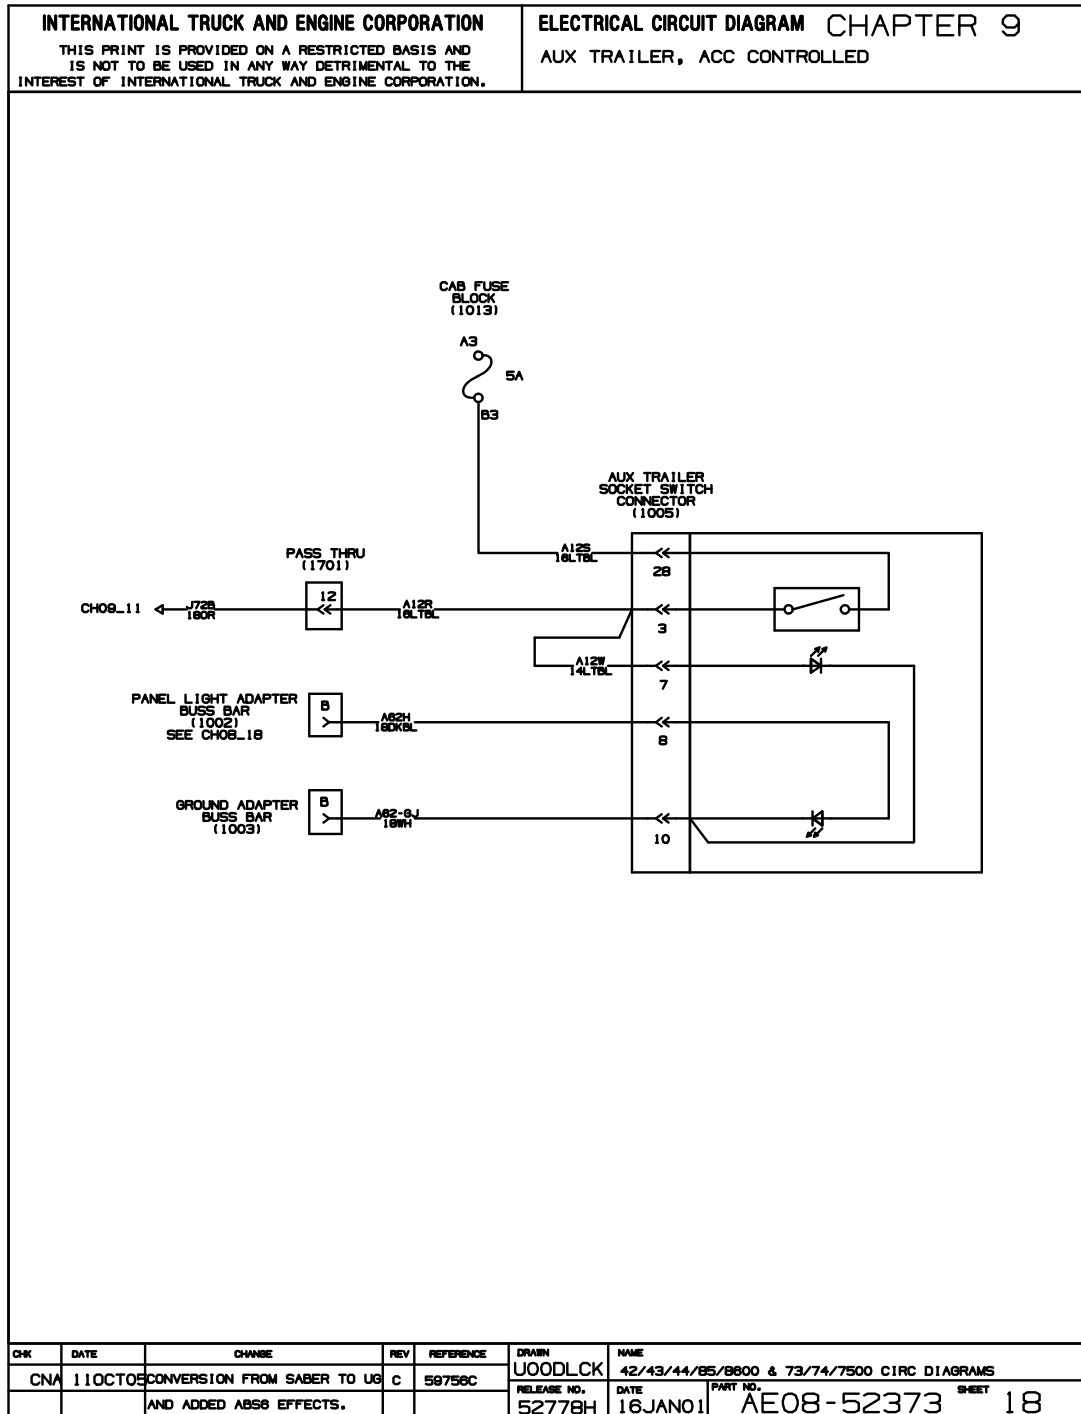 INTERNATIONAL TRUCK AND ENGINE CORPORATION
THIS PRINT IS PROVIDED ON A RESTRICTED BASIS AND
IS NOT TO BE USED IN ANY WAY DETRIMENTAL TO THE
INTEREST OF INTERNATIONAL TRUCK AND ENGINE CORPORATION.
ELECTRICAL CIRCUIT DIAGRAM CHAPTER 9
AUX TRAILER, ACC CONTROLLED
CAB FUSE
BLOCK
(1013)
A3
5A
B3
AUX TRAILER
SOCKET SWITCH
CONNECTOR
(1005)
A12S
18LTBL
28
PASS THRU
(1701)
12
CH09_11
J72B
18OR
A12R
18LTBL
3
A12W
14LTBL
7
PANEL LIGHT ADAPTER
BUSS BAR
(1002)
SEE CH08_18
B
A62H
18DKBL
8
GROUND ADAPTER
BUSS BAR
(1003)
B
A62-GJ
18WH
10
CHK DATE CHANGE REV REFERENCE
CNA 11OCT05 CONVERSION FROM SABER TO UG C 59756C
AND ADDED ABS6 EFFECTS.
DRAWN
UOODLCK
NAME
42/43/44/85/8600 & 73/74/7500 CIRC DIAGRAMS
RELEASE NO.
52778H
DATE
16JAN01
PART NO.
AE08-52373
SHEET
18